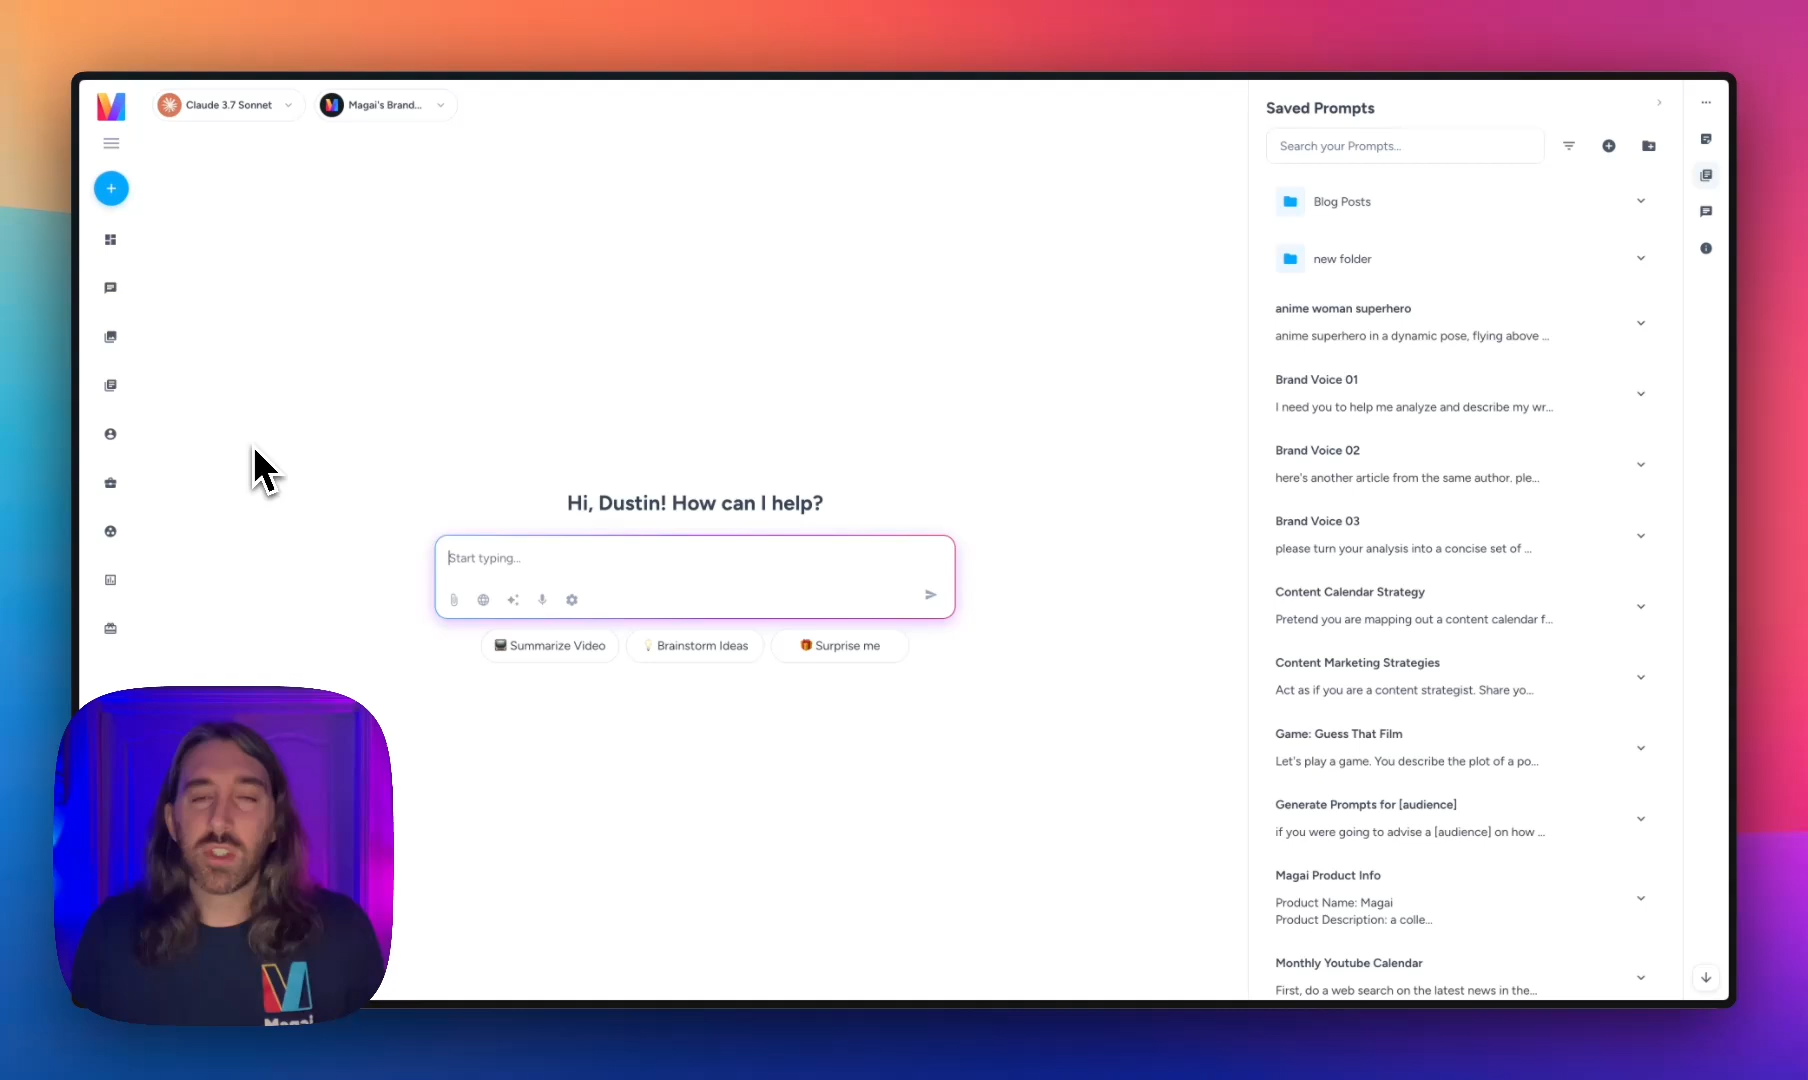 Claude 3.7 Sonnet
Magai's Brand...
Hi, Dustin! How can I help?
Start typing...
Summarize Video
Brainstorm Ideas
Surprise me
Saved Prompts
Search your Prompts...
Blog Posts
new folder
anime woman superhero
anime superhero in a dynamic pose, flying above ...
Brand Voice 01
I need you to help me analyze and describe my wr...
Brand Voice 02
here's another article from the same author. ple...
Brand Voice 03
please turn your analysis into a concise set of ...
Content Calendar Strategy
Pretend you are mapping out a content calendar f...
Content Marketing Strategies
Act as if you are a content strategist. Share yo...
Game: Guess That Film
Let's play a game. You describe the plot of a po...
Generate Prompts for [audience]
if you were going to advise a [audience] on how ...
Magai Product Info
Product Name: Magai
Product Description: a colle...
Monthly Youtube Calendar
First, do a web search on the latest news in the...
Magai